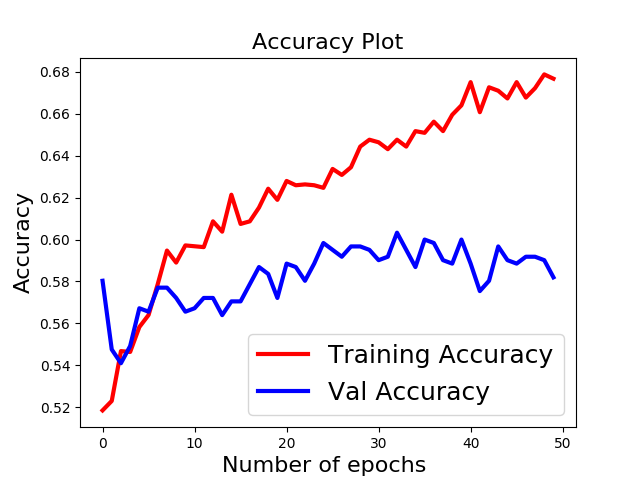 Accuracy Plot
Accuracy
0.68
0.66
0.64
0.62
0.60
0.58
0.56
0.54
0.52
Training Accuracy
Val Accuracy
0 10 20 30 40 50
Number of epochs